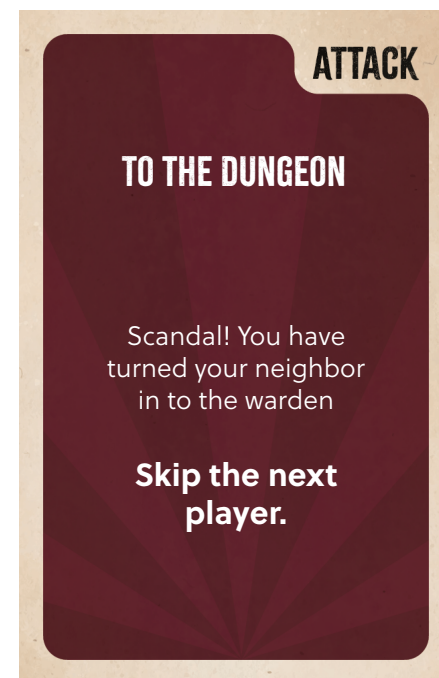 ATTACK
TO THE DUNGEON
Scandal! You have
turned your neighbor
in to the warden
Skip the next
player.